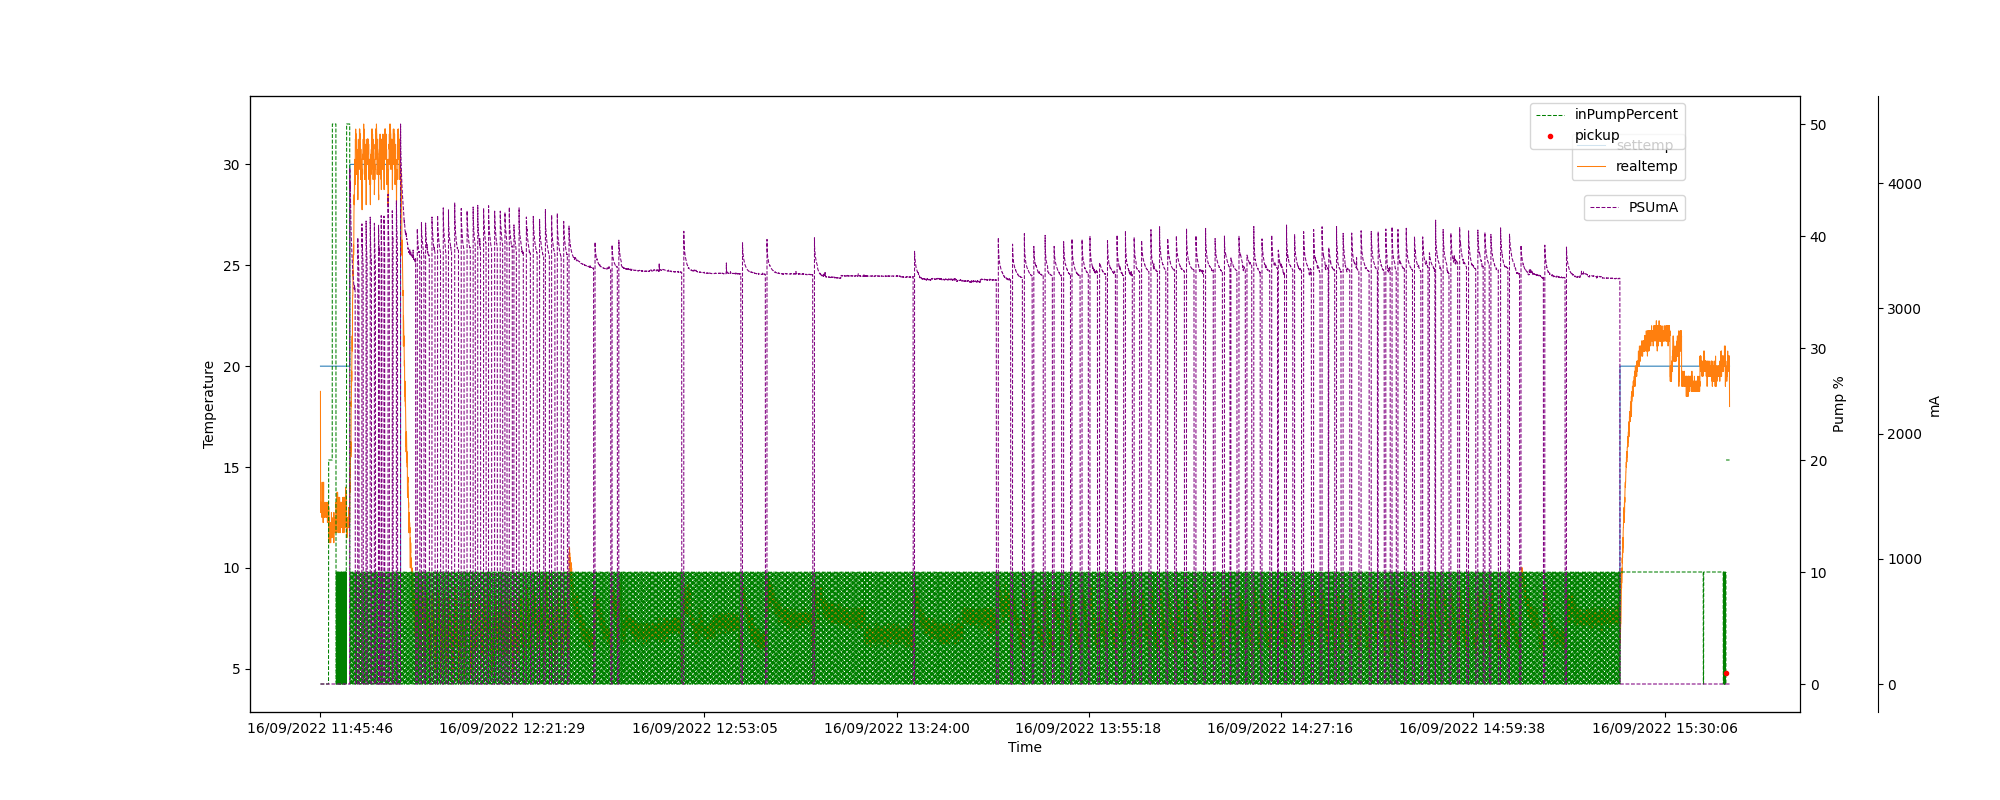 inPumpPercent
pickup
settemp
realtemp
PSUmA
30
25
20
15
10
5
Temperature
50
40
30
20
10
0
Pump %
4000
3000
2000
1000
0
mA
16/09/2022 11:45:46
16/09/2022 12:21:29
16/09/2022 12:53:05
16/09/2022 13:24:00
16/09/2022 13:55:18
16/09/2022 14:27:16
16/09/2022 14:59:38
16/09/2022 15:30:06
Time